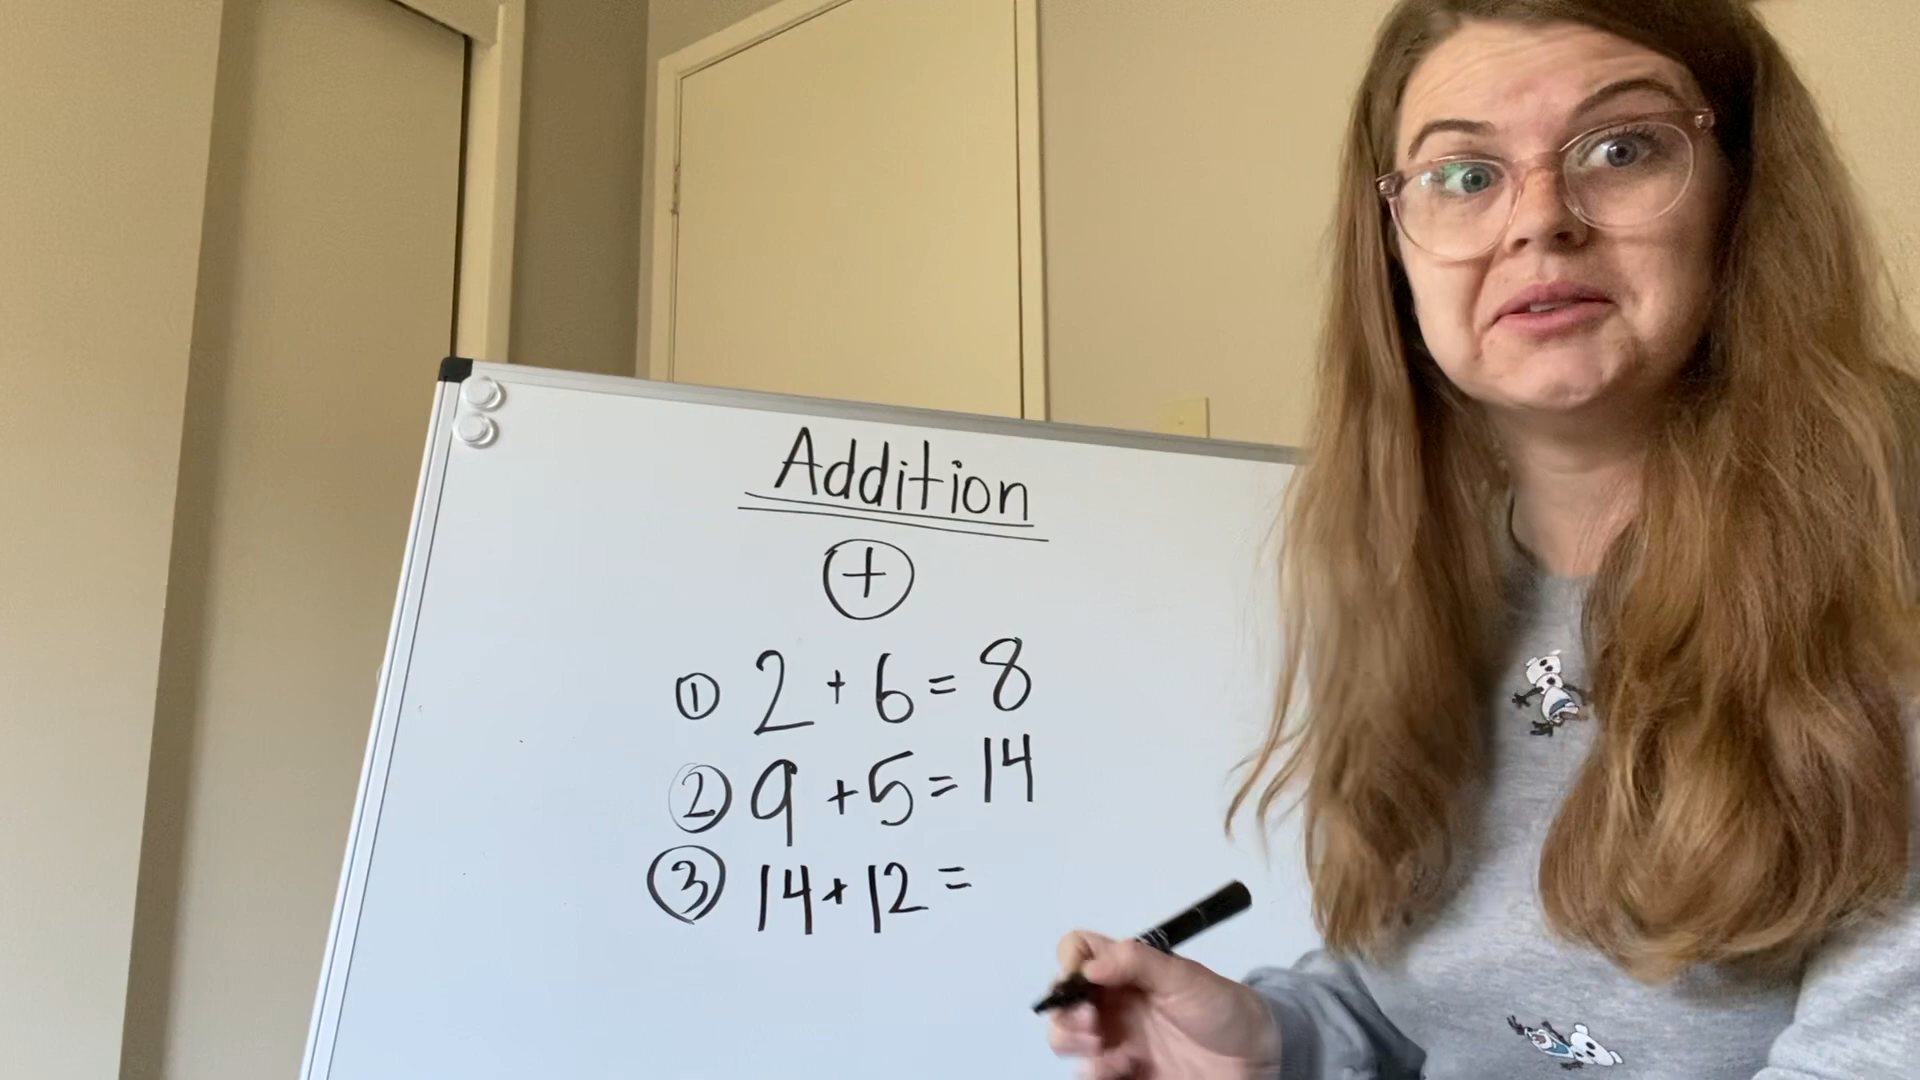 Addition
+
① 2 + 6 = 8
② 9 + 5 = 14
③ 14 + 12 =